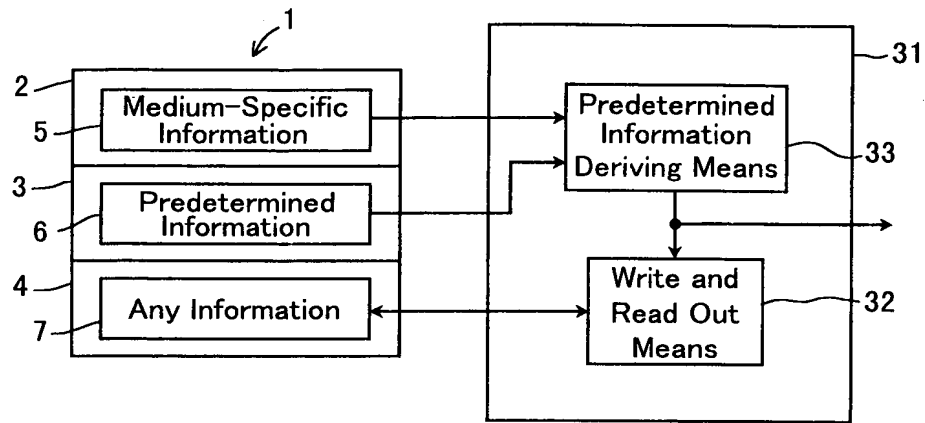 1
2
Medium-Specific
Information
5
3
Predetermined
Information
6
4
Any Information
7
31
Predetermined
Information
Deriving Means
33
Write and
Read Out
Means
32